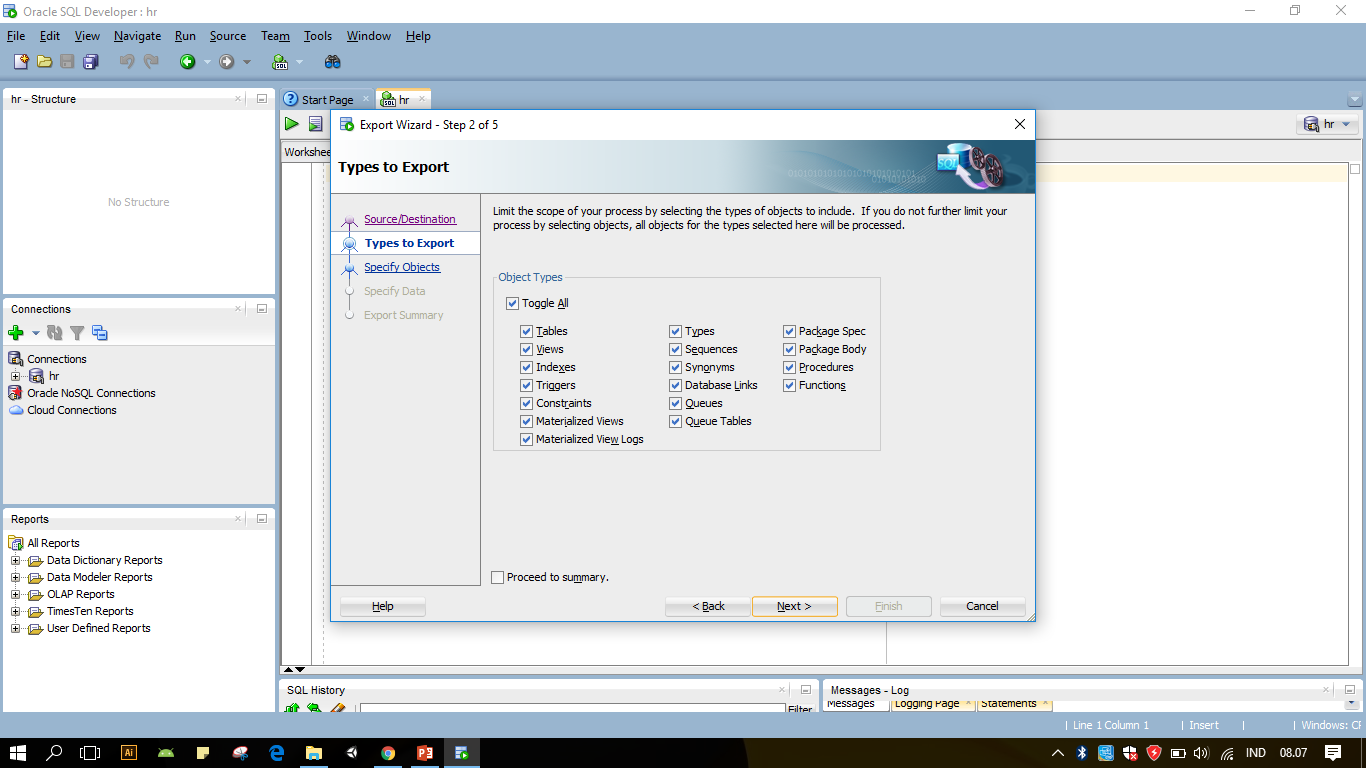 Oracle SQL Developer : hr
File Edit View Navigate Run Source Team Tools Window Help
hr - Structure
No Structure
Connections
Connections
hr
Oracle NoSQL Connections
Cloud Connections
Reports
All Reports
Data Dictionary Reports
Data Modeler Reports
OLAP Reports
TimesTen Reports
User Defined Reports
Start Page
hr
hr
Workshee
Export Wizard - Step 2 of 5
Types to Export
SQL
Source/Destination
Types to Export
Specify Objects
Specify Data
Export Summary
Limit the scope of your process by selecting the types of objects to include. If you do not further limit your
process by selecting objects, all objects for the types selected here will be processed.
Object Types
Toggle All
Tables Types Package Spec
Views Sequences Package Body
Indexes Synonyms Procedures
Triggers Database Links Functions
Constraints Queues
Materialized Views Queue Tables
Materialized View Logs
Proceed to summary.
Help < Back Next > Finish Cancel
SQL History
Filter
Messages - Log
Messages Logging Page Statements
Line 1 Column 1 Insert Windows: CF
Ai
IND 08.07